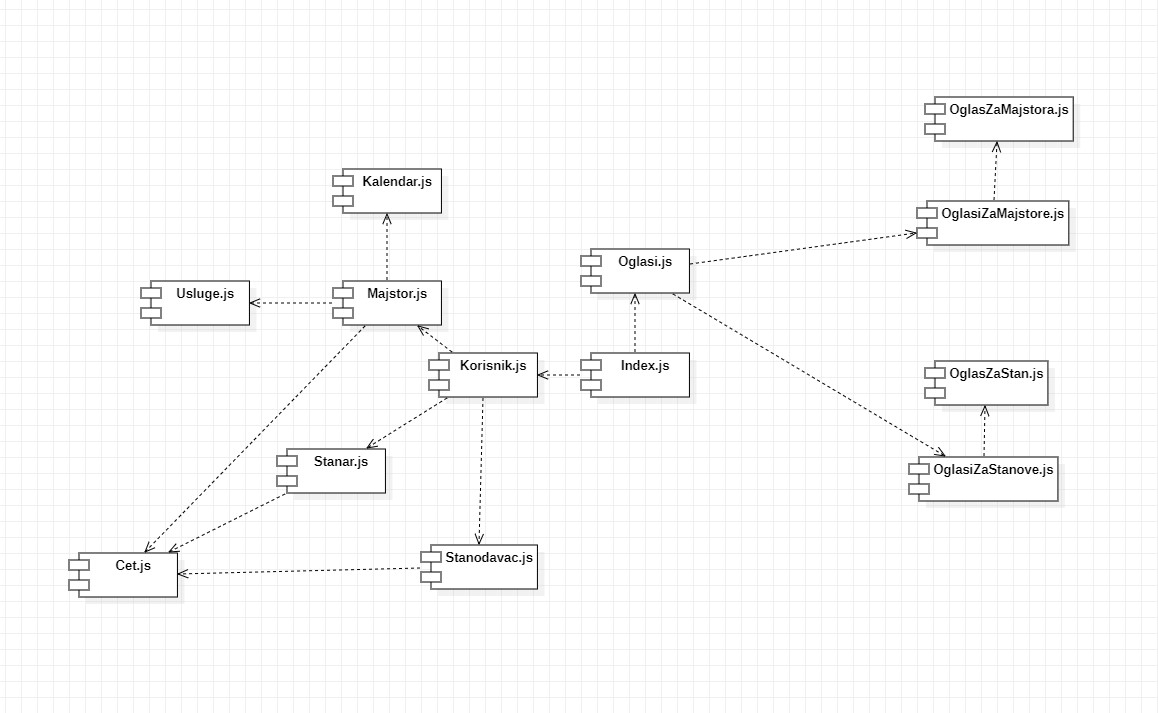 OglasZaMajstora.js
Kalendar.js
OglasiZaMajstore.js
Oglasi.js
Usluge.js
Majstor.js
Korisnik.js
Index.js
OglasZaStan.js
Stanar.js
OglasiZaStanove.js
Cet.js
Stanodavac.js